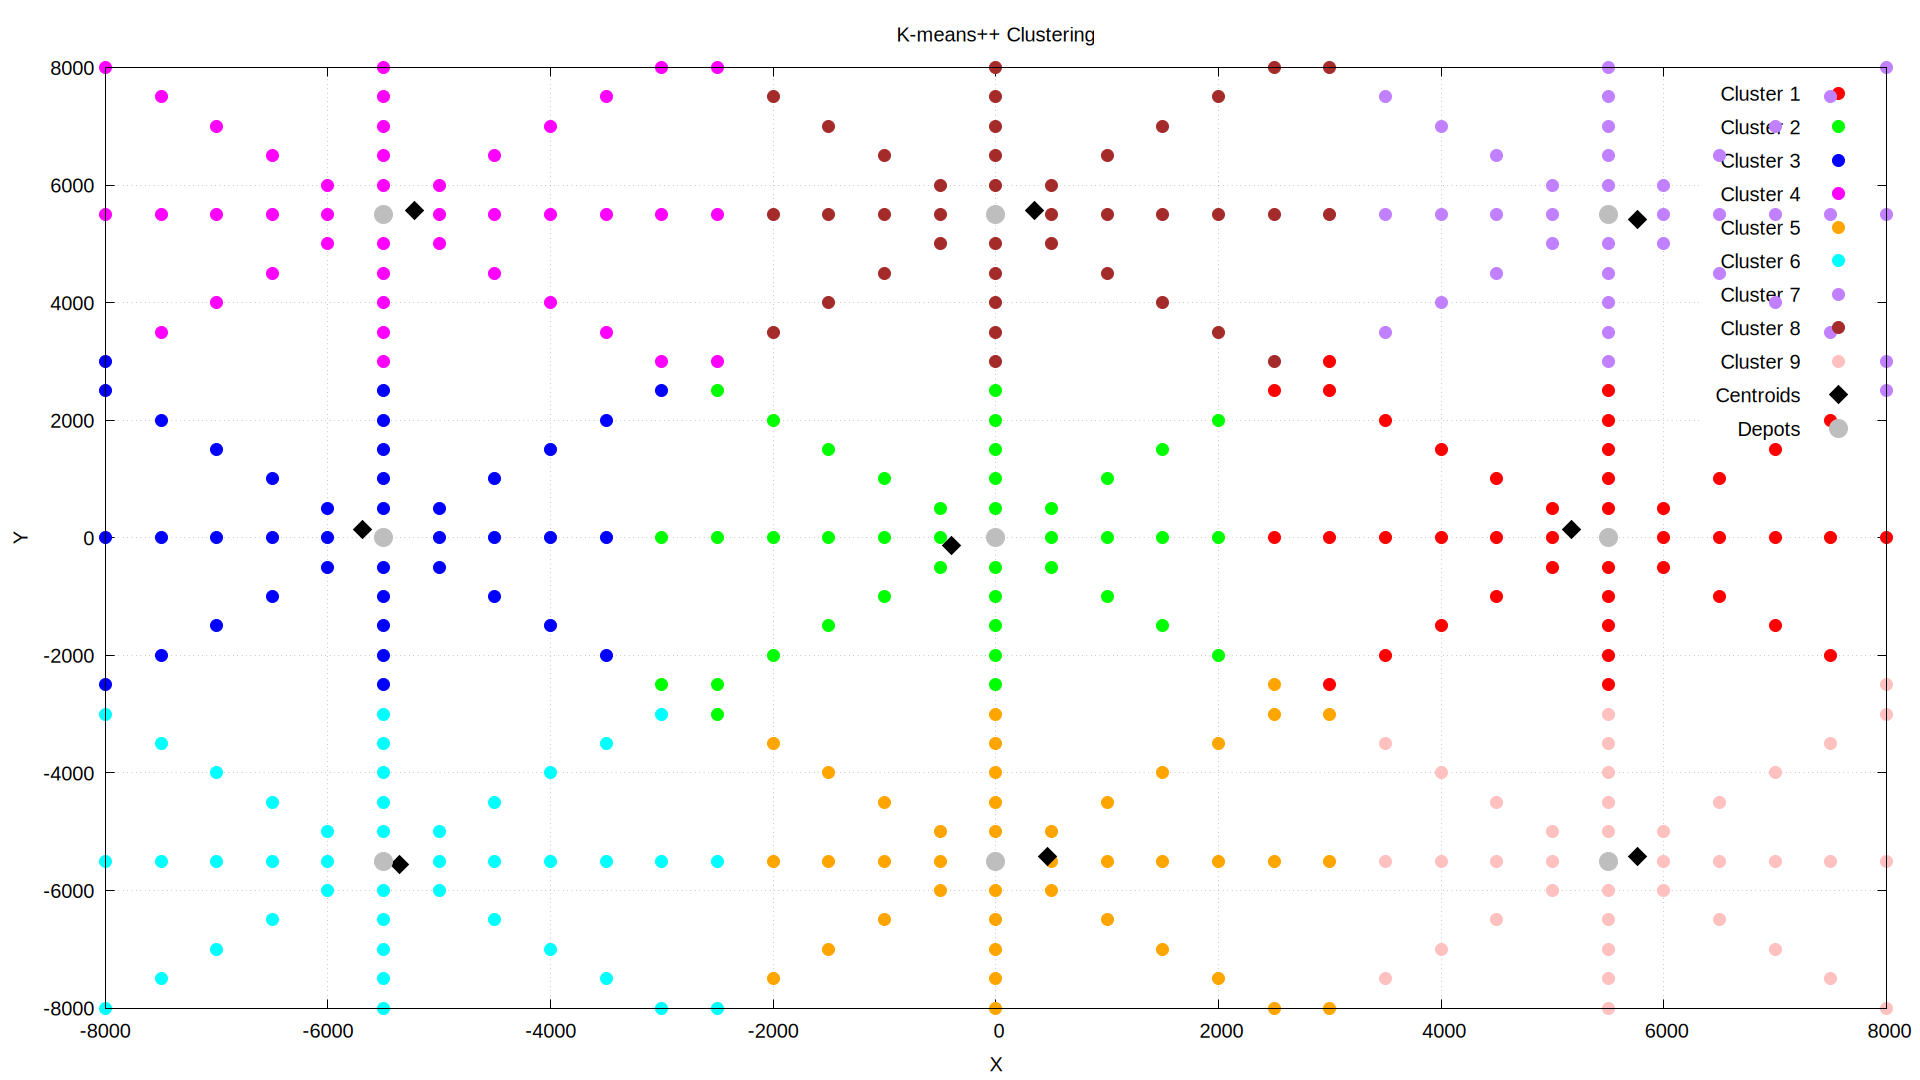 K-means++ Clustering
8000
6000
4000
2000
0
-2000
-4000
-6000
-8000
Y
Cluster 1
Cluster 2
Cluster 3
Cluster 4
Cluster 5
Cluster 6
Cluster 7
Cluster 8
Cluster 9
Centroids
Depots
-8000 -6000 -4000 -2000 0 2000 4000 6000 8000
X